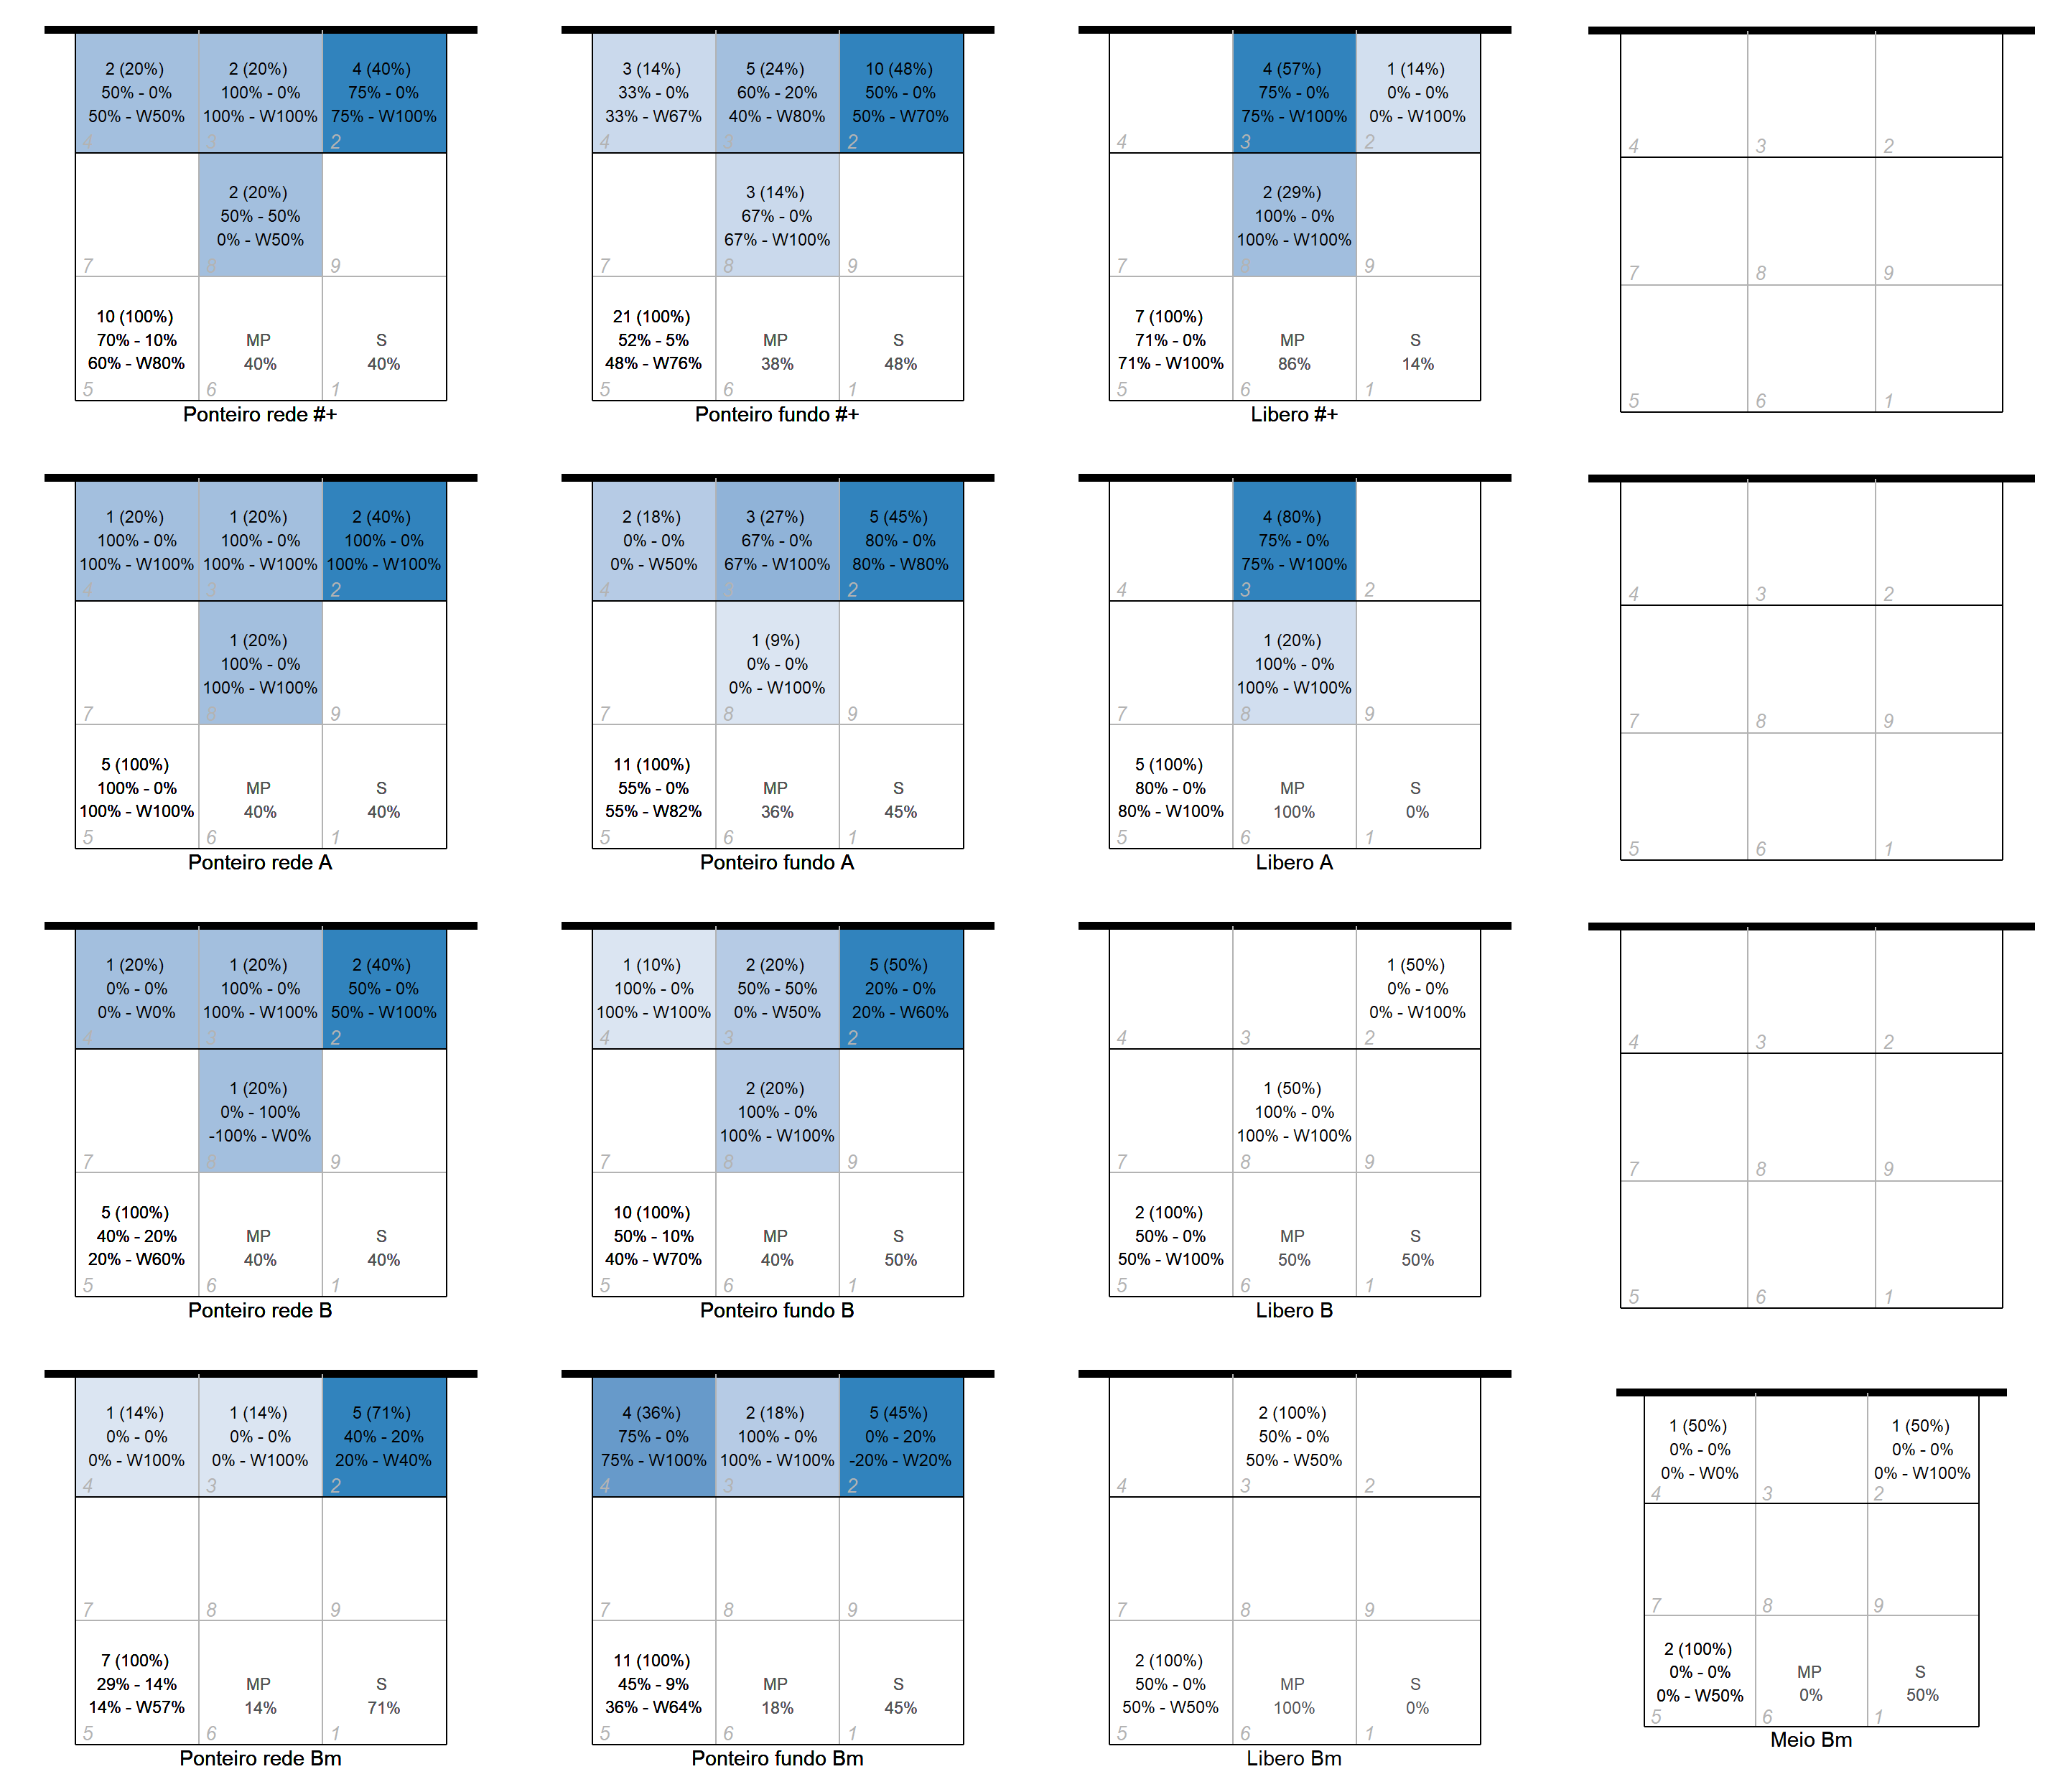 2 (20%)
50% - 0%
50% - W50%
4
2 (20%)
100% - 0%
100% - W100%
3
4 (40%)
75% - 0%
75% - W100%
2
7
2 (20%)
50% - 50%
0% - W50%
8
9
10 (100%)
70% - 10%
60% - W80%
5
MP
40%
6
S
40%
1
Ponteiro rede #+
3 (14%)
33% - 0%
33% - W67%
4
5 (24%)
60% - 20%
40% - W80%
3
10 (48%)
50% - 0%
50% - W70%
2
7
3 (14%)
67% - 0%
67% - W100%
8
9
21 (100%)
52% - 5%
48% - W76%
5
MP
38%
6
S
48%
1
Ponteiro fundo #+
4
4 (57%)
75% - 0%
75% - W100%
3
1 (14%)
0% - 0%
0% - W100%
2
7
2 (29%)
100% - 0%
100% - W100%
8
9
7 (100%)
71% - 0%
71% - W100%
5
MP
86%
6
S
14%
1
Libero #+
4
3
2
7
8
9
5
6
1
1 (20%)
100% - 0%
100% - W100%
4
1 (20%)
100% - 0%
100% - W100%
3
2 (40%)
100% - 0%
100% - W100%
2
7
1 (20%)
100% - 0%
100% - W100%
8
9
5 (100%)
100% - 0%
100% - W100%
5
MP
40%
6
S
40%
1
Ponteiro rede A
2 (18%)
0% - 0%
0% - W50%
4
3 (27%)
67% - 0%
67% - W100%
3
5 (45%)
80% - 0%
80% - W80%
2
7
1 (9%)
0% - 0%
0% - W100%
8
9
11 (100%)
55% - 0%
55% - W82%
5
MP
36%
6
S
45%
1
Ponteiro fundo A
4
4 (80%)
75% - 0%
75% - W100%
3
2
7
1 (20%)
100% - 0%
100% - W100%
8
9
5 (100%)
80% - 0%
80% - W100%
5
MP
100%
6
S
0%
1
Libero A
4
3
2
7
8
9
5
6
1
1 (20%)
0% - 0%
0% - W0%
4
1 (20%)
100% - 0%
100% - W100%
3
2 (40%)
50% - 0%
50% - W100%
2
7
1 (20%)
0% - 100%
-100% - W0%
8
9
5 (100%)
40% - 20%
20% - W60%
5
MP
40%
6
S
40%
1
Ponteiro rede B
1 (10%)
100% - 0%
100% - W100%
4
2 (20%)
50% - 50%
0% - W50%
3
5 (50%)
20% - 0%
20% - W60%
2
7
2 (20%)
100% - 0%
100% - W100%
8
9
10 (100%)
50% - 10%
40% - W70%
5
MP
40%
6
S
50%
1
Ponteiro fundo B
4
3
1 (50%)
0% - 0%
0% - W100%
2
7
1 (50%)
100% - 0%
100% - W100%
8
9
2 (100%)
50% - 0%
50% - W100%
5
MP
50%
6
S
50%
1
Libero B
4
3
2
7
8
9
5
6
1
1 (14%)
0% - 0%
0% - W100%
4
1 (14%)
0% - 0%
0% - W100%
3
5 (71%)
40% - 20%
20% - W40%
2
7
8
9
7 (100%)
29% - 14%
14% - W57%
5
MP
14%
6
S
71%
1
Ponteiro rede Bm
4 (36%)
75% - 0%
75% - W100%
4
2 (18%)
100% - 0%
100% - W100%
3
5 (45%)
0% - 20%
-20% - W20%
2
7
8
9
11 (100%)
45% - 9%
36% - W64%
5
MP
18%
6
S
45%
1
Ponteiro fundo Bm
4
2 (100%)
50% - 0%
50% - W50%
3
2
7
8
9
2 (100%)
50% - 0%
50% - W50%
5
MP
100%
6
S
0%
1
Libero Bm
1 (50%)
0% - 0%
0% - W0%
4
3
1 (50%)
0% - 0%
0% - W100%
2
7
8
9
2 (100%)
0% - 0%
0% - W50%
5
MP
0%
6
S
50%
1
Meio Bm